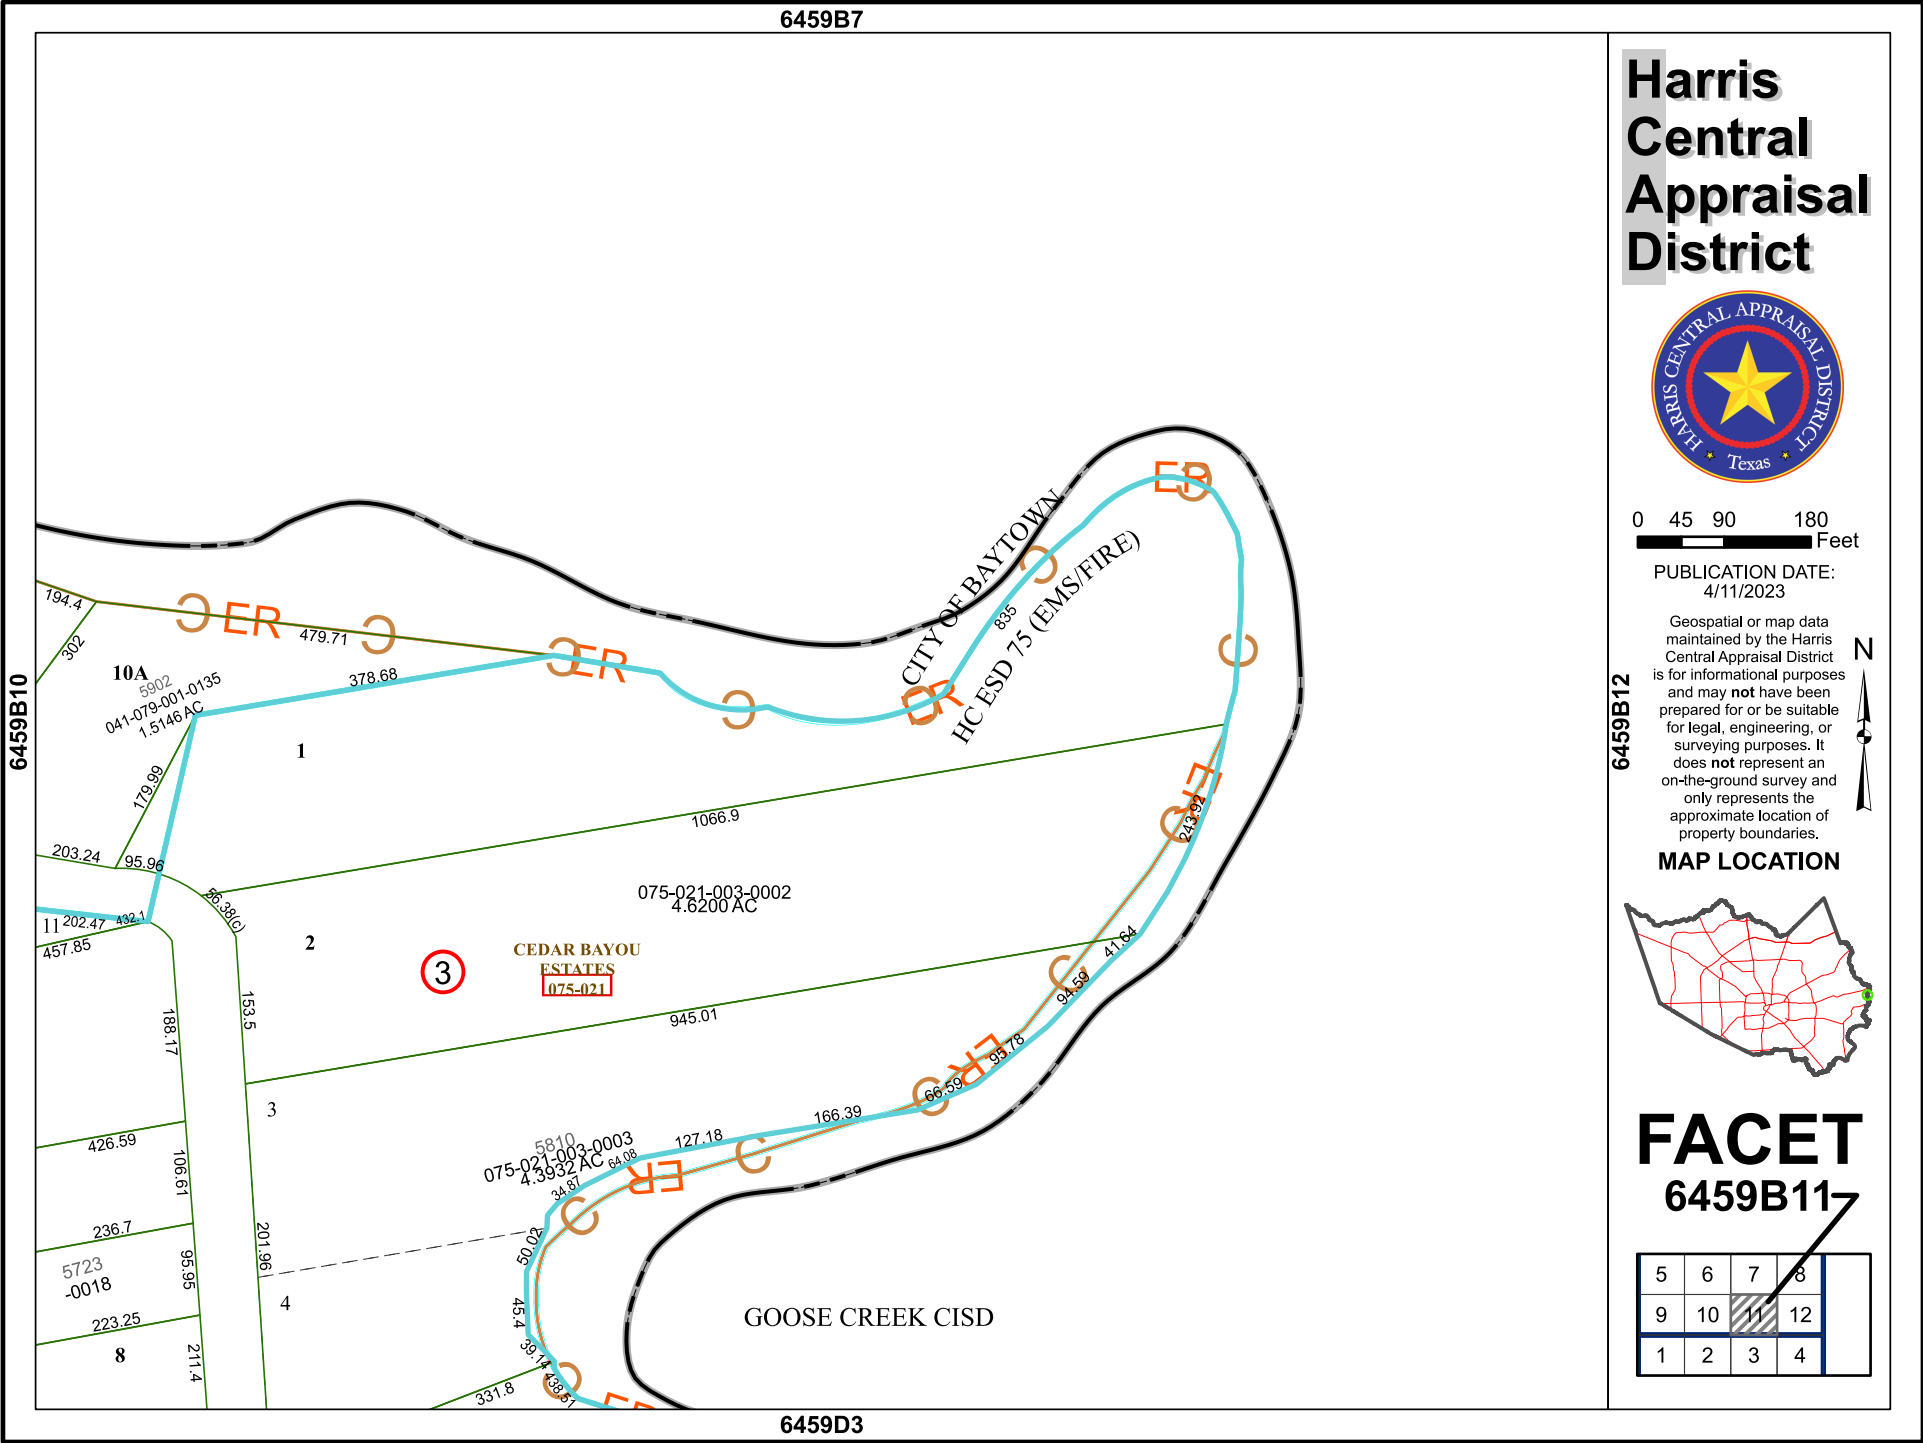 6459B7
6459B10
6459B12
6459D3
Harris
Central
Appraisal
District
HARRIS CENTRAL APPRAISAL DISTRICT
Texas
0 45 90 180
Feet
PUBLICATION DATE:
4/11/2023
Geospatial or map data
maintained by the Harris
Central Appraisal District
is for informational purposes
and may not have been
prepared for or be suitable
for legal, engineering, or
surveying purposes. It
does not represent an
on-the-ground survey and
only represents the
approximate location of
property boundaries.
N
MAP LOCATION
FACET
6459B11
5 6 7 8
9 10 11 12
1 2 3 4
CITY OF BAYTOWN
HC ESD 75 (EMS/FIRE)
835
ER
C
C
ER
C
194.4
302
C
ER
479.71
C
C
ER
C
C
ER
378.68
10A
5902
041-079-001-0135
1.5146 AC
179.99
1
1066.9
ER
C
243.92
203.24
95.96
56.38(c)
11
202.47
432.1
457.85
2
075-021-003-0002
4.6200 AC
3
CEDAR BAYOU
ESTATES
075-021
153.5
188.17
945.01
41.64
C
94.59
ER
95.78
C
66.59
3
166.39
127.18
C
ER
5810
075-021-003-0003
4.3932 AC
64.08
34.87
C
50.02
426.59
106.61
236.7
201.96
95.95
5723
-0018
4
45.4
223.25
39.14
8
211.4
331.8
C
438.51
ER
GOOSE CREEK CISD